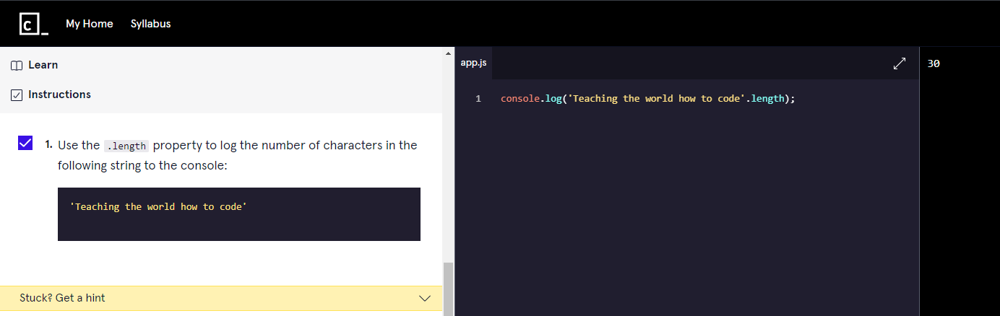 C_ My Home Syllabus
Learn
Instructions
1. Use the .length property to log the number of characters in the
following string to the console:
'Teaching the world how to code'
Stuck? Get a hint
app.js
1 console.log('Teaching the world how to code'.length);
30